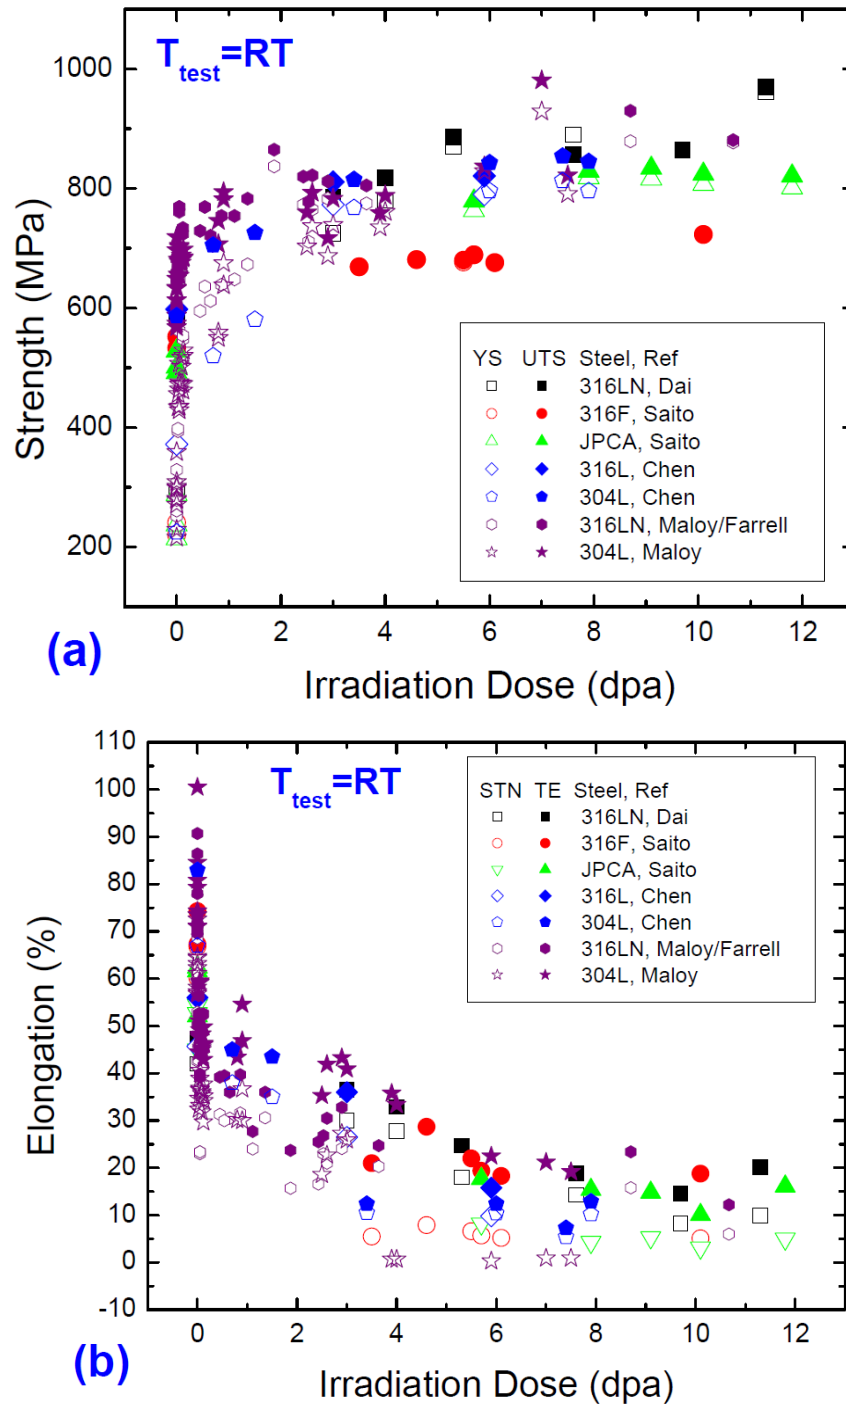 T_test=RT
1000
800
600
400
200
Strength (MPa)
YS UTS Steel, Ref
316LN, Dai
316F, Saito
JPCA, Saito
316L, Chen
304L, Chen
316LN, Maloy/Farrell
304L, Maloy
0 2 4 6 8 10 12
(a)
Irradiation Dose (dpa)
110
100
90
80
70
60
50
40
30
20
10
0
-10
Elongation (%)
T_test=RT
STN TE Steel, Ref
316LN, Dai
316F, Saito
JPCA, Saito
316L, Chen
304L, Chen
316LN, Maloy/Farrell
304L, Maloy
0 2 4 6 8 10 12
(b)
Irradiation Dose (dpa)